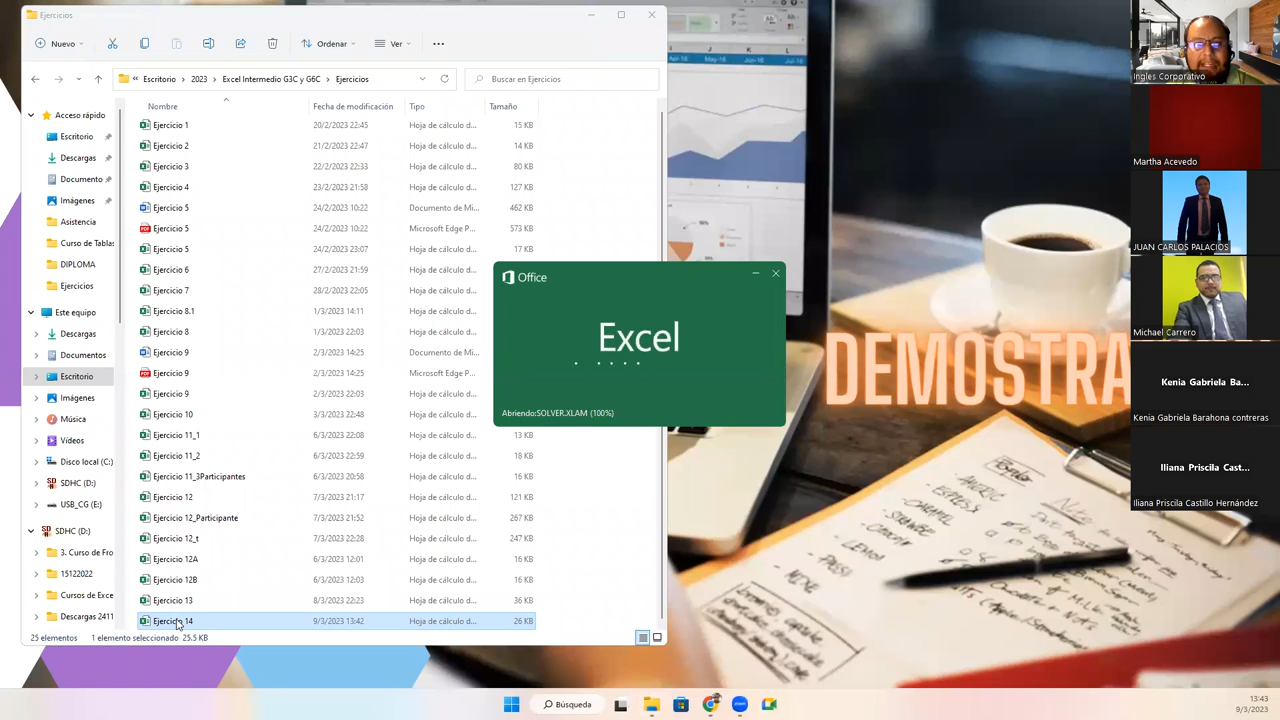 Ejercicios
Nuevo
Ordenar
Ver
Escritorio
2023
Excel Intermedio G3C y G6C
Ejercicios
Buscar en Ejercicios
Nombre
Fecha de modificación
Tipo
Tamaño
Ejercicio 1 20/2/2023 22:45 Hoja de cálculo d... 15 KB
Ejercicio 2 21/2/2023 22:47 Hoja de cálculo d... 14 KB
Ejercicio 3 22/2/2023 22:33 Hoja de cálculo d... 80 KB
Ejercicio 4 23/2/2023 21:58 Hoja de cálculo d... 127 KB
Ejercicio 5 24/2/2023 10:22 Documento de Mi... 462 KB
Ejercicio 5 24/2/2023 10:22 Microsoft Edge P... 573 KB
Ejercicio 5 24/2/2023 23:07 Hoja de cálculo d... 17 KB
Ejercicio 6 27/2/2023 21:59 Hoja de cálculo d...
Ejercicio 7 28/2/2023 22:05 Hoja de cálculo d...
Ejercicio 8.1 1/3/2023 14:11 Hoja de cálculo d...
Ejercicio 8 1/3/2023 22:03 Hoja de cálculo d...
Ejercicio 9 2/3/2023 14:25 Documento de Mi...
Ejercicio 9 2/3/2023 14:25 Microsoft Edge P...
Ejercicio 9 2/3/2023 22:03 Hoja de cálculo d...
Ejercicio 10 3/3/2023 22:48 Hoja de cálculo d...
Ejercicio 11_1 6/3/2023 22:08 Hoja de cálculo d... 13 KB
Ejercicio 11_2 6/3/2023 22:59 Hoja de cálculo d... 18 KB
Ejercicio 11_3Participantes 6/3/2023 20:58 Hoja de cálculo d... 16 KB
Ejercicio 12 7/3/2023 21:17 Hoja de cálculo d... 121 KB
Ejercicio 12_Participante 7/3/2023 21:52 Hoja de cálculo d... 267 KB
Ejercicio 12_t 7/3/2023 22:28 Hoja de cálculo d... 247 KB
Ejercicio 12A 6/3/2023 12:01 Hoja de cálculo d... 16 KB
Ejercicio 12B 6/3/2023 12:03 Hoja de cálculo d... 16 KB
Ejercicio 13 8/3/2023 22:23 Hoja de cálculo d... 36 KB
Ejercicio 14 9/3/2023 13:42 Hoja de cálculo d... 26 KB
Acceso rápido
Escritorio
Descargas
Documento
Imágenes
Asistencia
Curso de Tablas
DIPLOMA
Ejercicios
Este equipo
Descargas
Documentos
Escritorio
Imágenes
Música
Vídeos
Disco local (C:)
SDHC (D:)
USB_CG (E:)
SDHC (D:)
3. Curso de Fro
15122022
Curso de Exce
Descargas 2411
25 elementos
1 elemento seleccionado 25.5 KB
Office
Excel
Abriendo:SOLVER.XLAM (100%)
DEMOSTRA
Ingles Corporativo
Martha Acevedo
JUAN CARLOS PALACIOS
Michael Carrero
Kenia Gabriela Ba...
Kenia Gabriela Barahona contreras
Iliana Priscila Cast...
Iliana Priscila Castillo Hernández
Búsqueda
13:43
9/3/2023